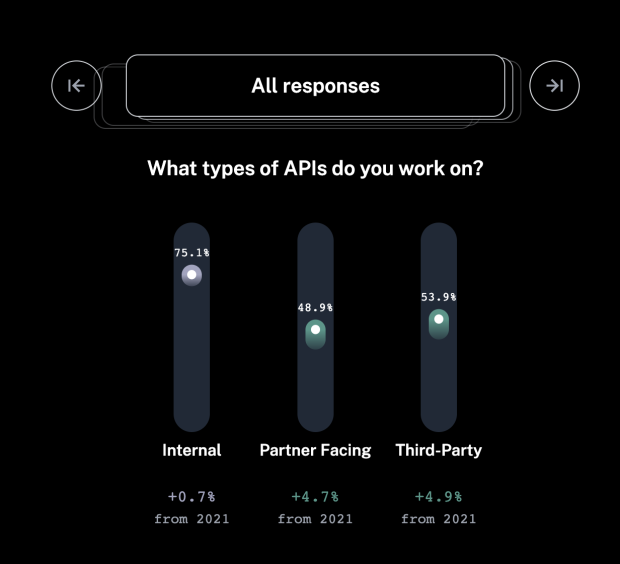 All responses
What types of APIs do you work on?
75.1%
48.9%
53.9%
Internal
Partner Facing
Third-Party
+0.7%
+4.7%
+4.9%
from 2021
from 2021
from 2021